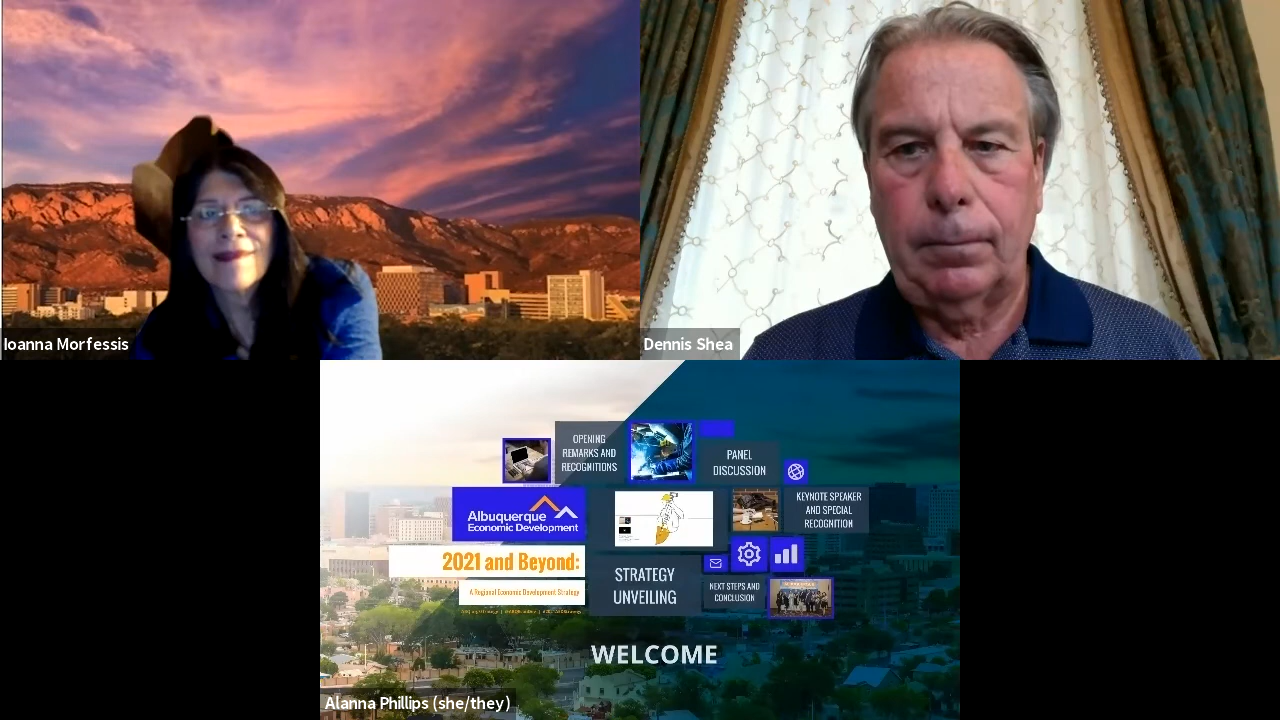 Ioanna Morfessis
Dennis Shea
OPENING
REMARKS AND
RECOGNITIONS
PANEL
DISCUSSION
Albuquerque
Economic Development
KEYNOTE SPEAKER
AND SPECIAL
RECOGNITION
2021 and Beyond:
A Regional Economic Development Strategy
STRATEGY
UNVEILING
NEXT STEPS AND
CONCLUSION
WELCOME
Alanna Phillips (she/they)